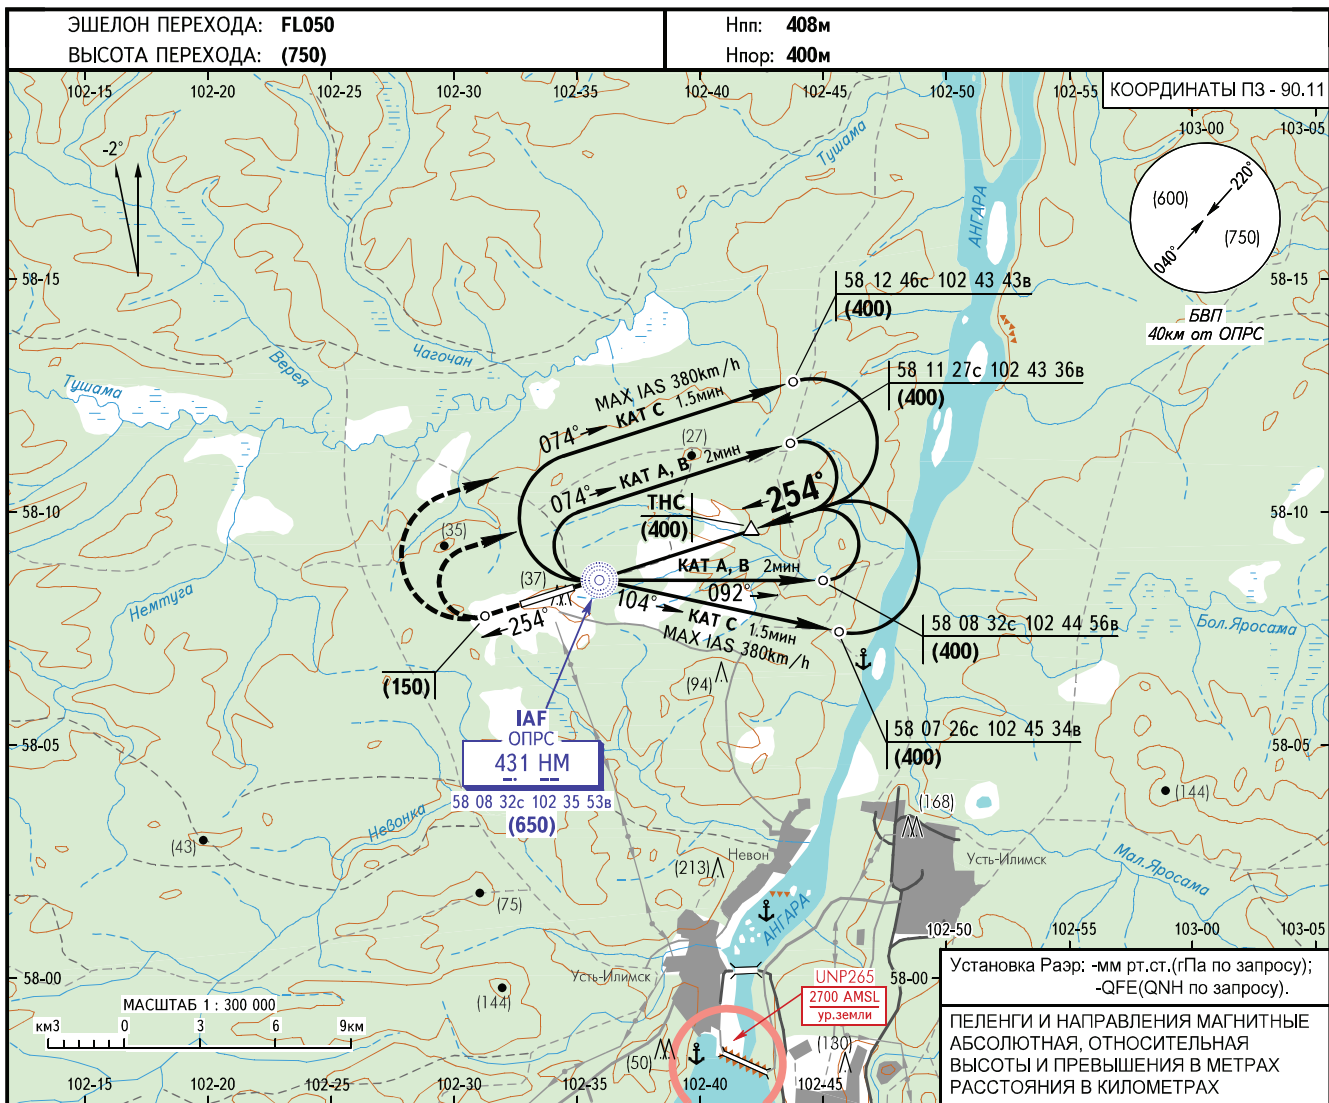 ЭШЕЛОН ПЕРЕХОДА: FL050
ВЫСОТА ПЕРЕХОДА: (750)
Нпп: 408м
Нпор: 400м
102-15 102-20 102-25 102-30 102-35 102-40 102-45 102-50 102-55
КООРДИНАТЫ ПЗ - 90.11
103-00 103-05
-2°
Тушама
АНГАРА
(600)
220°
(750)
040°
БВП
40км от ОПРС
58-15
58-15
58 12 46с 102 43 43в
(400)
Верея
Чагочан
Тушама
58 11 27с 102 43 36в
(400)
MAX IAS 380km/h
074° КАТ C 1.5мин
(27)
074° КАТ A, B 2мин
254°
ТНС
(400)
58-10
58-10
(35)
(37)
КАТ A, B 2мин
092°
104° КАТ C 1.5мин
MAX IAS 380km/h
254°
Немтуга
58 08 32с 102 44 56в
(400)
Бол.Яросама
(150)
(94)
IAF
ОПРС
431 НМ
58 08 32с 102 35 53в
(650)
58 07 26с 102 45 34в
(400)
58-05
58-05
(144)
(168)
Невонка
(43)
Невон
Усть-Илимск
(213)
Мал.Яросама
(75)
АНГАРА
102-50 102-55 103-00 103-05
Усть-Илимск
58-00
58-00
UNP265
2700 AMSL
ур.земли
(144)
МАСШТАБ 1 : 300 000
км3 0 3 6 9км
(50)
(130)
102-15 102-20 102-25 102-30 102-35 102-40 102-45
Установка Рэр: -мм рт.ст.(гПа по запросу);
-QFE(QNH по запросу).
ПЕЛЕНГИ И НАПРАВЛЕНИЯ МАГНИТНЫЕ
АБСОЛЮТНАЯ, ОТНОСИТЕЛЬНАЯ
ВЫСОТЫ И ПРЕВЫШЕНИЯ В МЕТРАХ
РАССТОЯНИЯ В КИЛОМЕТРАХ